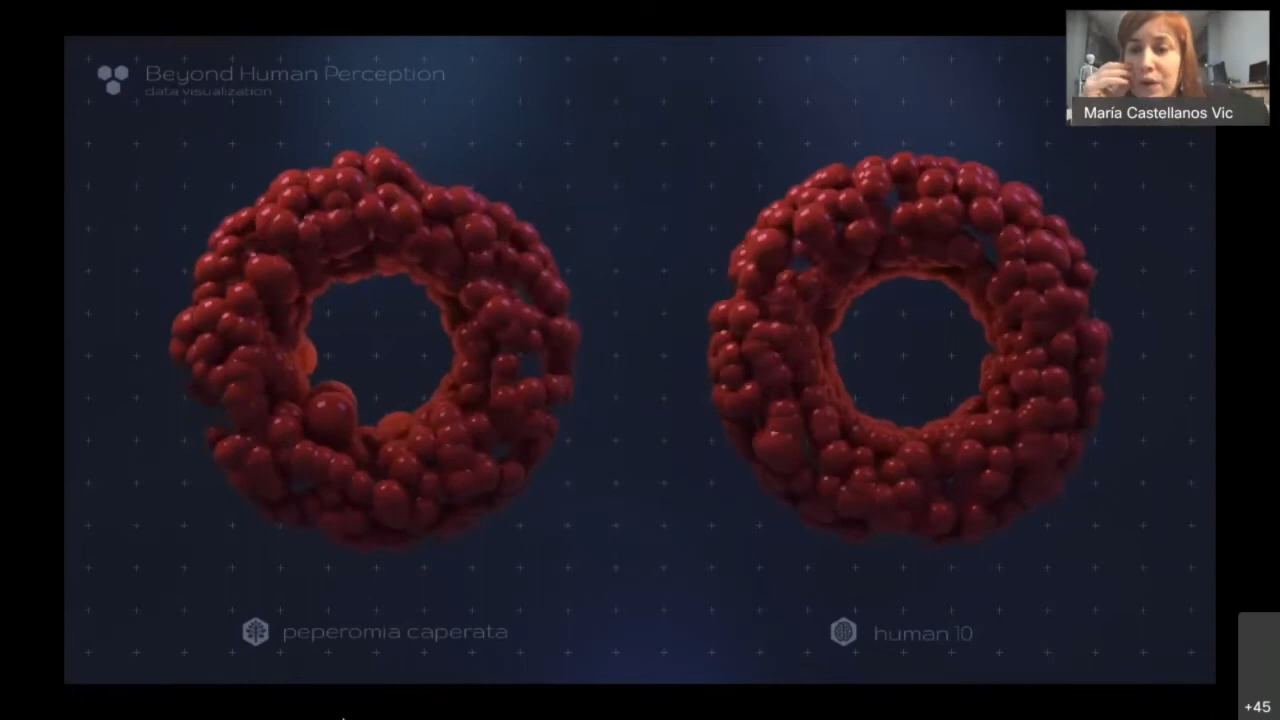 Beyond Human Perception
data visualization
María Castellanos Vic
peperomia caperata
human 10
+45